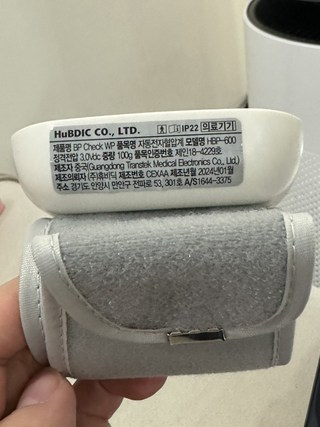 HuBDIC CO., LTD. IP22 의료기기
제품명 BP Check WP 품목명 자동전자혈압계 모델명 HBP-600
정격전압 3.0Vdc 중량 100g 품목인증번호 제인18-4229호
제조자 중국(Guangdong Transtek Medical Electronics Co., Ltd.)
제조의뢰자 (주)휴비딕 제조번호 CEXAA 제조년월 2024년01월
주소 경기도 안양시 만안구 전파로 53, 301호 A/S1644-3375